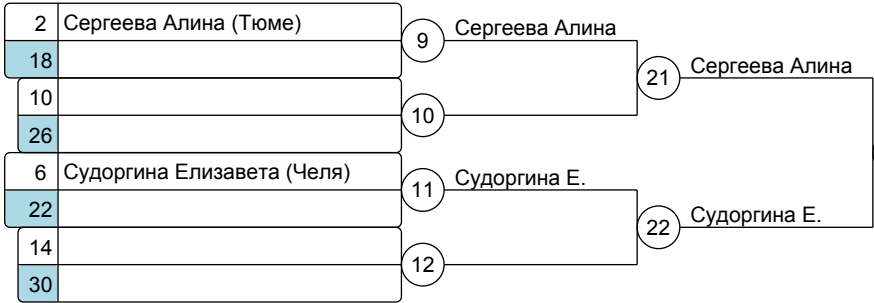 2 Сергеева Алина (Тюме)
9 Сергеева Алина
18
21 Сергеева Алина
10
10
26
6 Судоргина Елизавета (Челя)
11 Судоргина Е.
22
22 Судоргина Е.
14
12
30